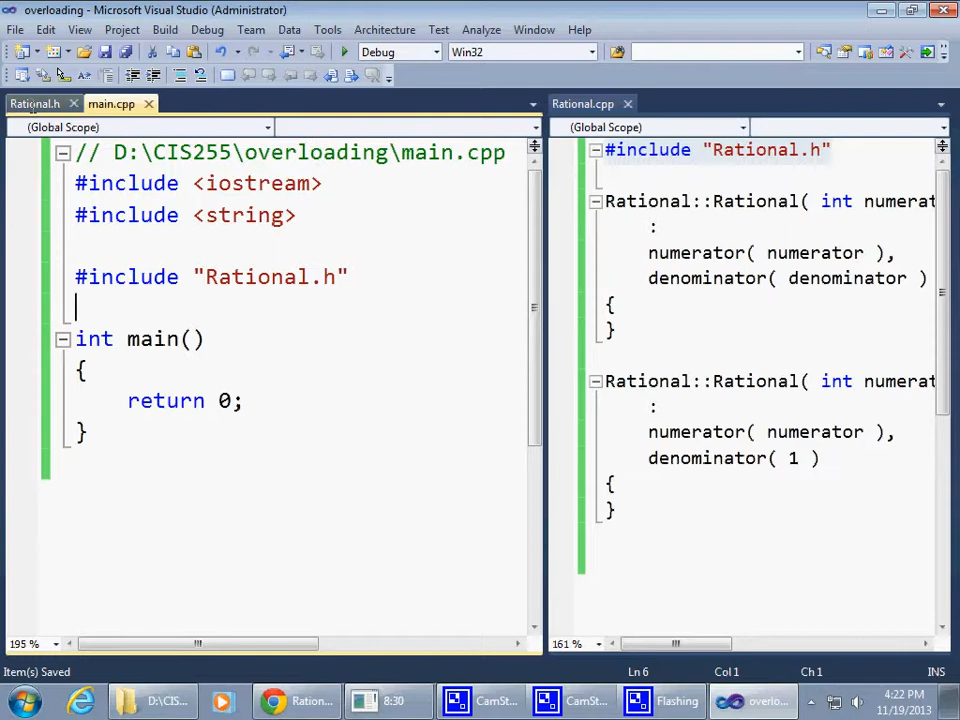 overloading - Microsoft Visual Studio (Administrator)
File Edit View Project Build Debug Team Data Tools Architecture Test Analyze Window Help
Debug Win32
Rational.h main.cpp Rational.cpp
(Global Scope) (Global Scope)
// D:\CIS255\overloading\main.cpp
#include <iostream>
#include <string>
#include "Rational.h"
int main()
{
return 0;
}
195 %
#include "Rational.h"
Rational::Rational( int numerat
:
numerator( numerator ),
denominator( denominator )
{
}
Rational::Rational( int numerat
:
numerator( numerator ),
denominator( 1 )
{
}
161 %
Item(s) Saved Ln 6 Col 1 Ch 1 INS
D:\CIS... Ration... 8:30 CamSt... CamSt... Flashing overlo... 4:22 PM
11/19/2013